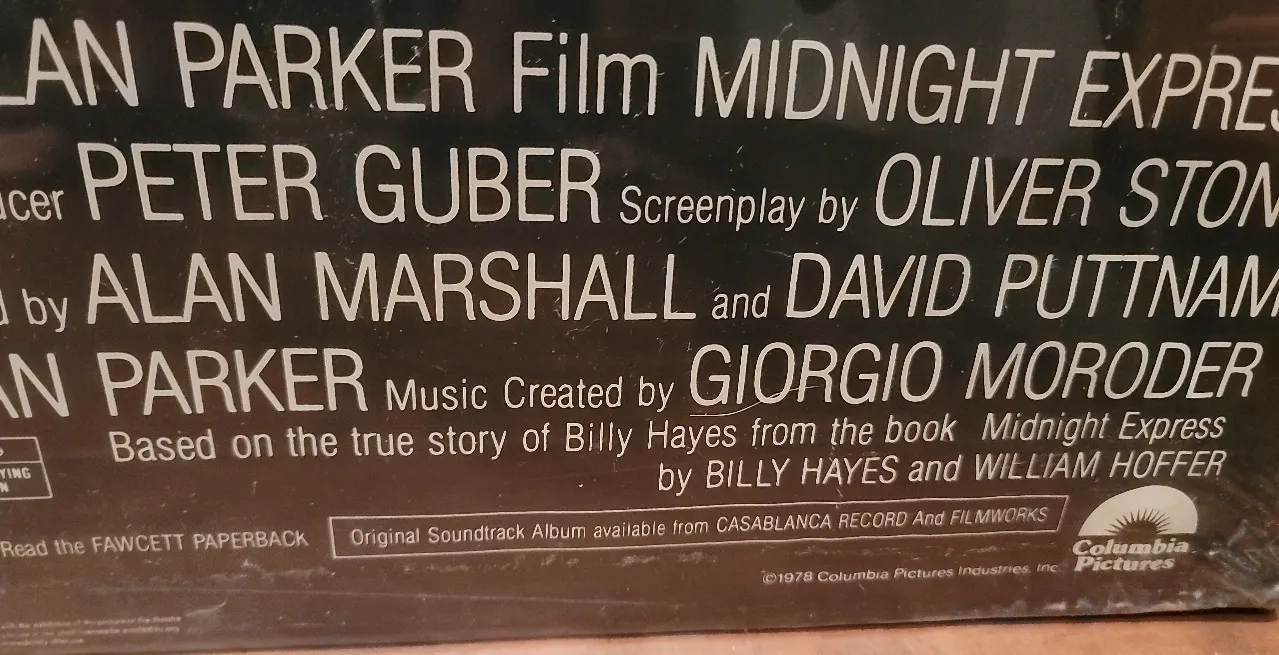 LAN PARKER Film MIDNIGHT EXPRES
ucer PETER GUBER Screenplay by OLIVER STON
d by ALAN MARSHALL and DAVID PUTTNAM
AN PARKER Music Created by GIORGIO MORODER
Based on the true story of Billy Hayes from the book Midnight Express
by BILLY HAYES and WILLIAM HOFFER
YING
N
Read the FAWCETT PAPERBACK
Original Soundtrack Album available from CASABLANCA RECORD And FILMWORKS
Columbia
Pictures
©1978 Columbia Pictures Industries, Inc.